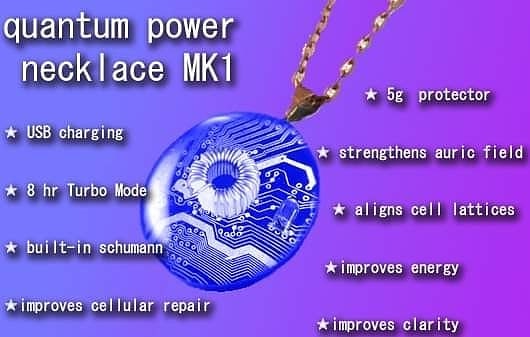 quantum power
necklace MK1
★ 5g protector
★ USB charging
★ strengthens auric field
★ 8 hr Turbo Mode
★ aligns cell lattices
★ built-in schumann
★improves energy
★improves cellular repair
★improves clarity